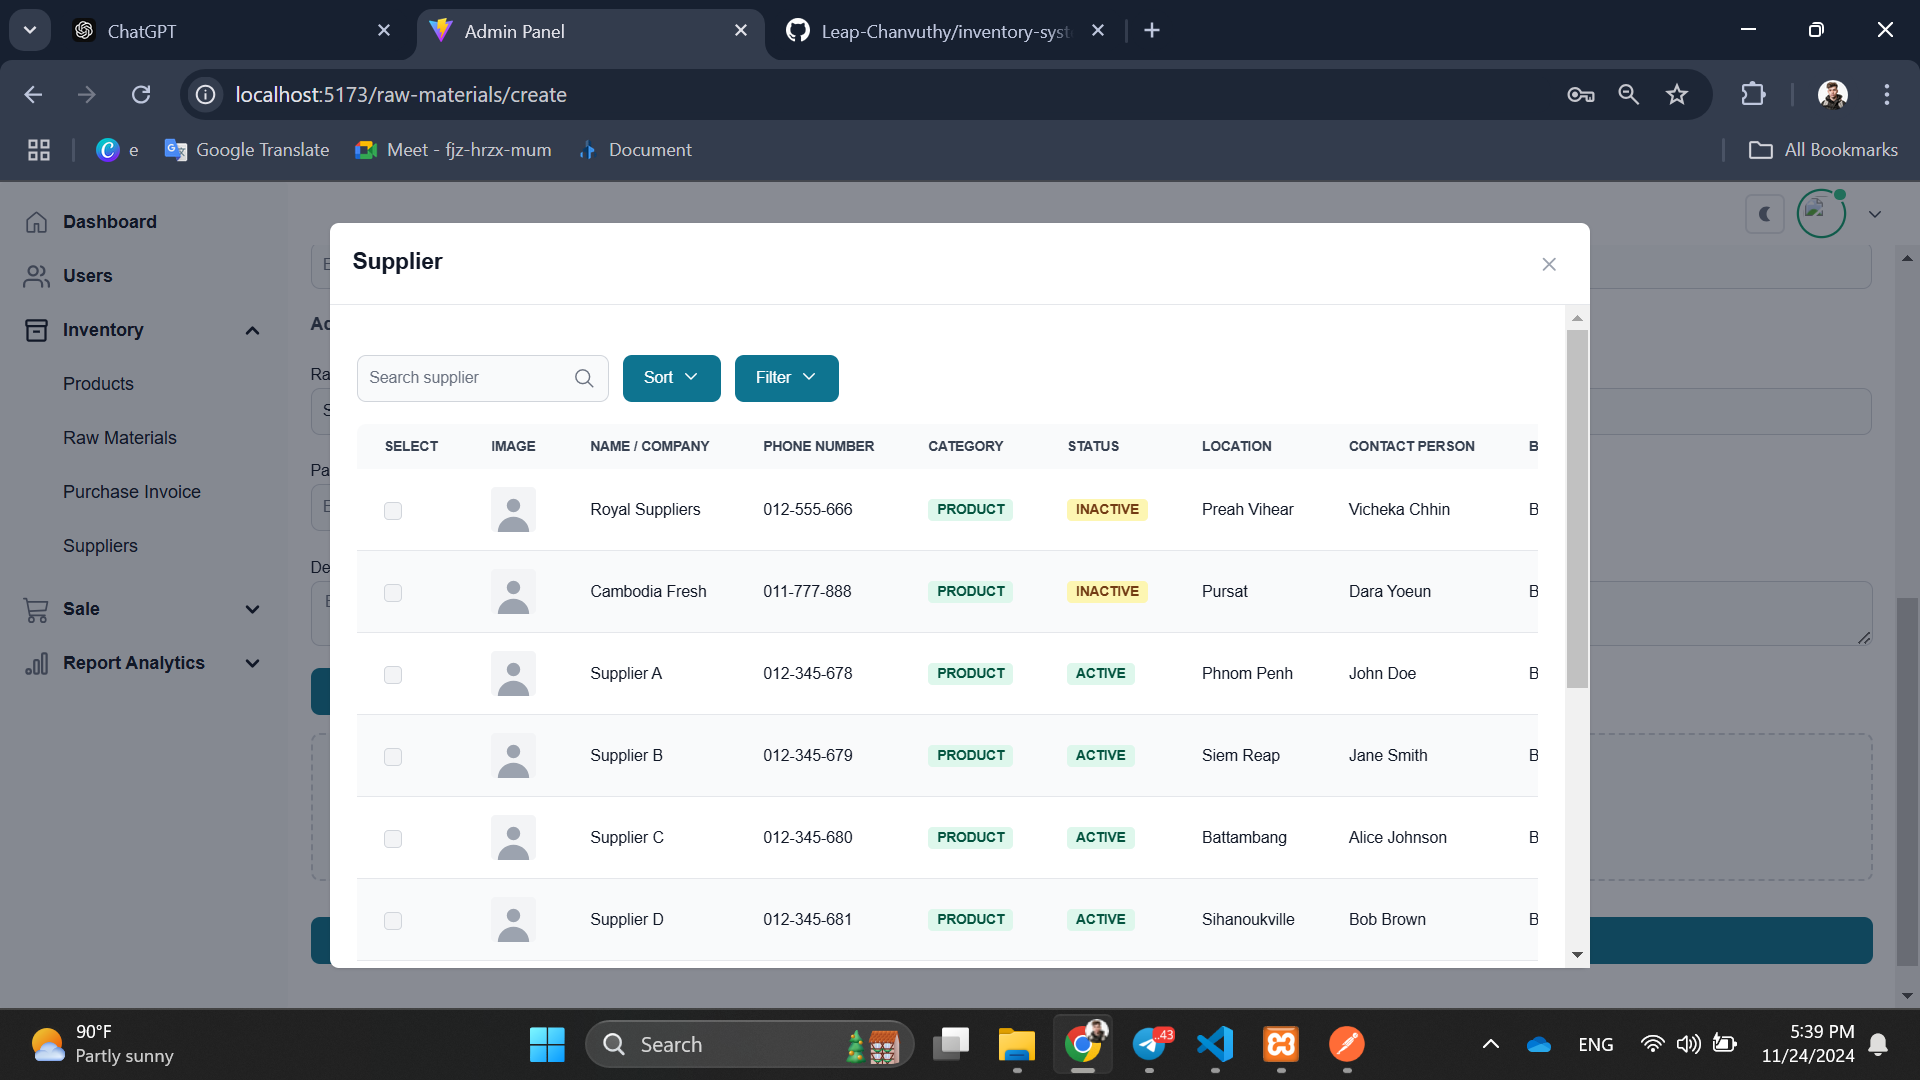 ChatGPT
Admin Panel
Leap-Chanvuthy/inventory-syst
localhost:5173/raw-materials/create
e
Google Translate
Meet - fjz-hrzx-mum
Document
All Bookmarks
Dashboard
Users
Inventory
Products
Raw Materials
Purchase Invoice
Suppliers
Sale
Report Analytics
E
Ac
Ra
S
Pa
E
De
E
Supplier
Search supplier
Sort
Filter
SELECT IMAGE NAME / COMPANY PHONE NUMBER CATEGORY STATUS LOCATION CONTACT PERSON B
Royal Suppliers 012-555-666 PRODUCT INACTIVE Preah Vihear Vicheka Chhin B
Cambodia Fresh 011-777-888 PRODUCT INACTIVE Pursat Dara Yoeun B
Supplier A 012-345-678 PRODUCT ACTIVE Phnom Penh John Doe B
Supplier B 012-345-679 PRODUCT ACTIVE Siem Reap Jane Smith B
Supplier C 012-345-680 PRODUCT ACTIVE Battambang Alice Johnson B
Supplier D 012-345-681 PRODUCT ACTIVE Sihanoukville Bob Brown B
90°F
Partly sunny
Search
..43
ENG
5:39 PM
11/24/2024